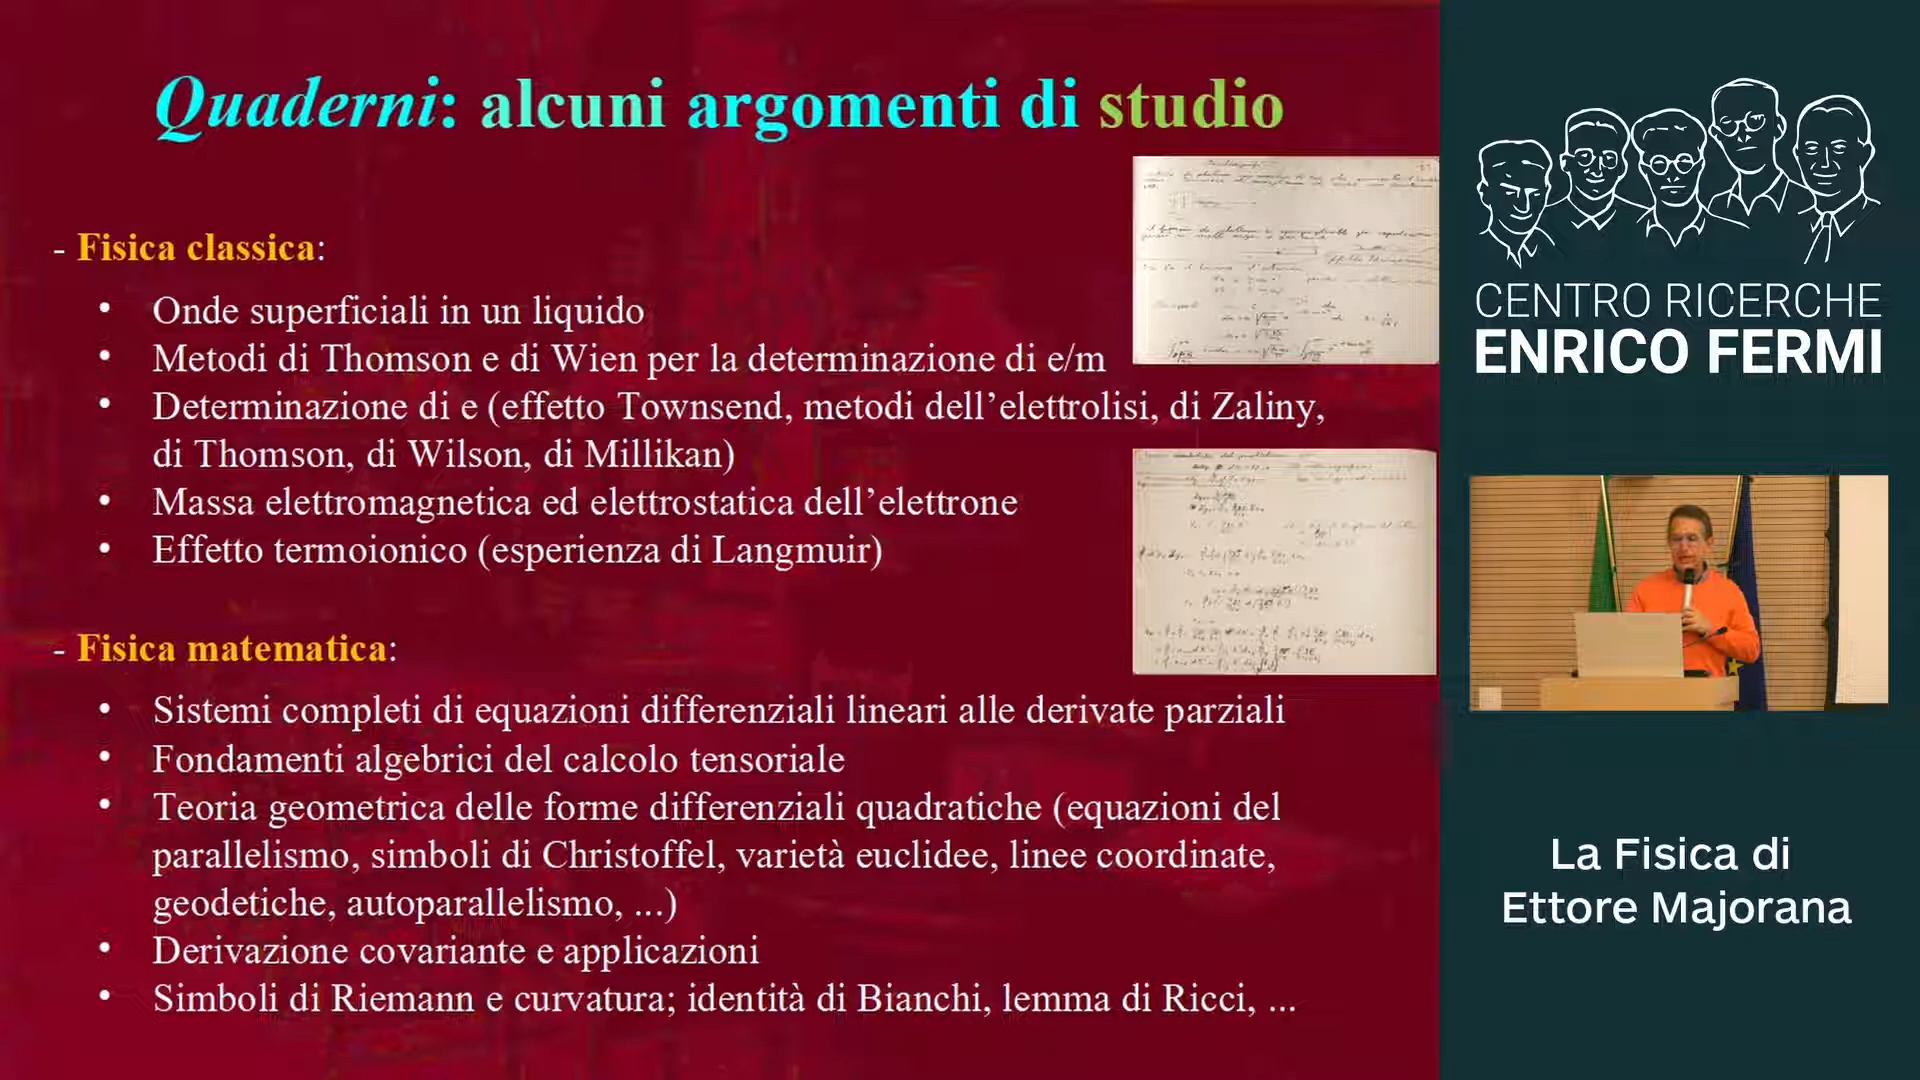 Quaderni: alcuni argomenti di studio
- Fisica classica:
• Onde superficiali in un liquido
• Metodi di Thomson e di Wien per la determinazione di e/m
• Determinazione di e (effetto Townsend, metodi dell’elettrolisi, di Zaliny,
di Thomson, di Wilson, di Millikan)
• Massa elettromagnetica ed elettrostatica dell’elettrone
• Effetto termoionico (esperienza di Langmuir)
- Fisica matematica:
• Sistemi completi di equazioni differenziali lineari alle derivate parziali
• Fondamenti algebrici del calcolo tensoriale
• Teoria geometrica delle forme differenziali quadratiche (equazioni del
parallelismo, simboli di Christoffel, varietà euclidee, linee coordinate,
geodetiche, autoparallelismo, ...)
• Derivazione covariante e applicazioni
• Simboli di Riemann e curvatura; identità di Bianchi, lemma di Ricci, ...
CENTRO RICERCHE
ENRICO FERMI
La Fisica di
Ettore Majorana